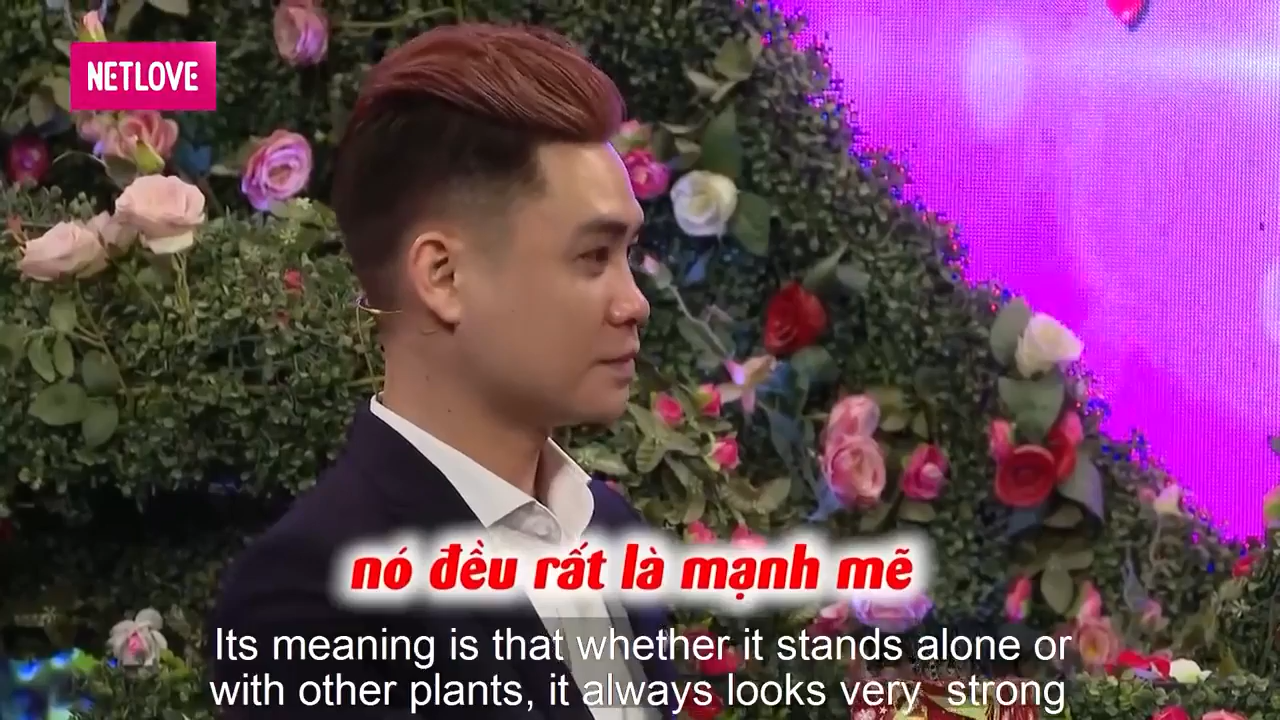 NETLOVE
nó đều rất là mạnh mẽ
Its meaning is that whether it stands alone or
with other plants, it always looks very strong